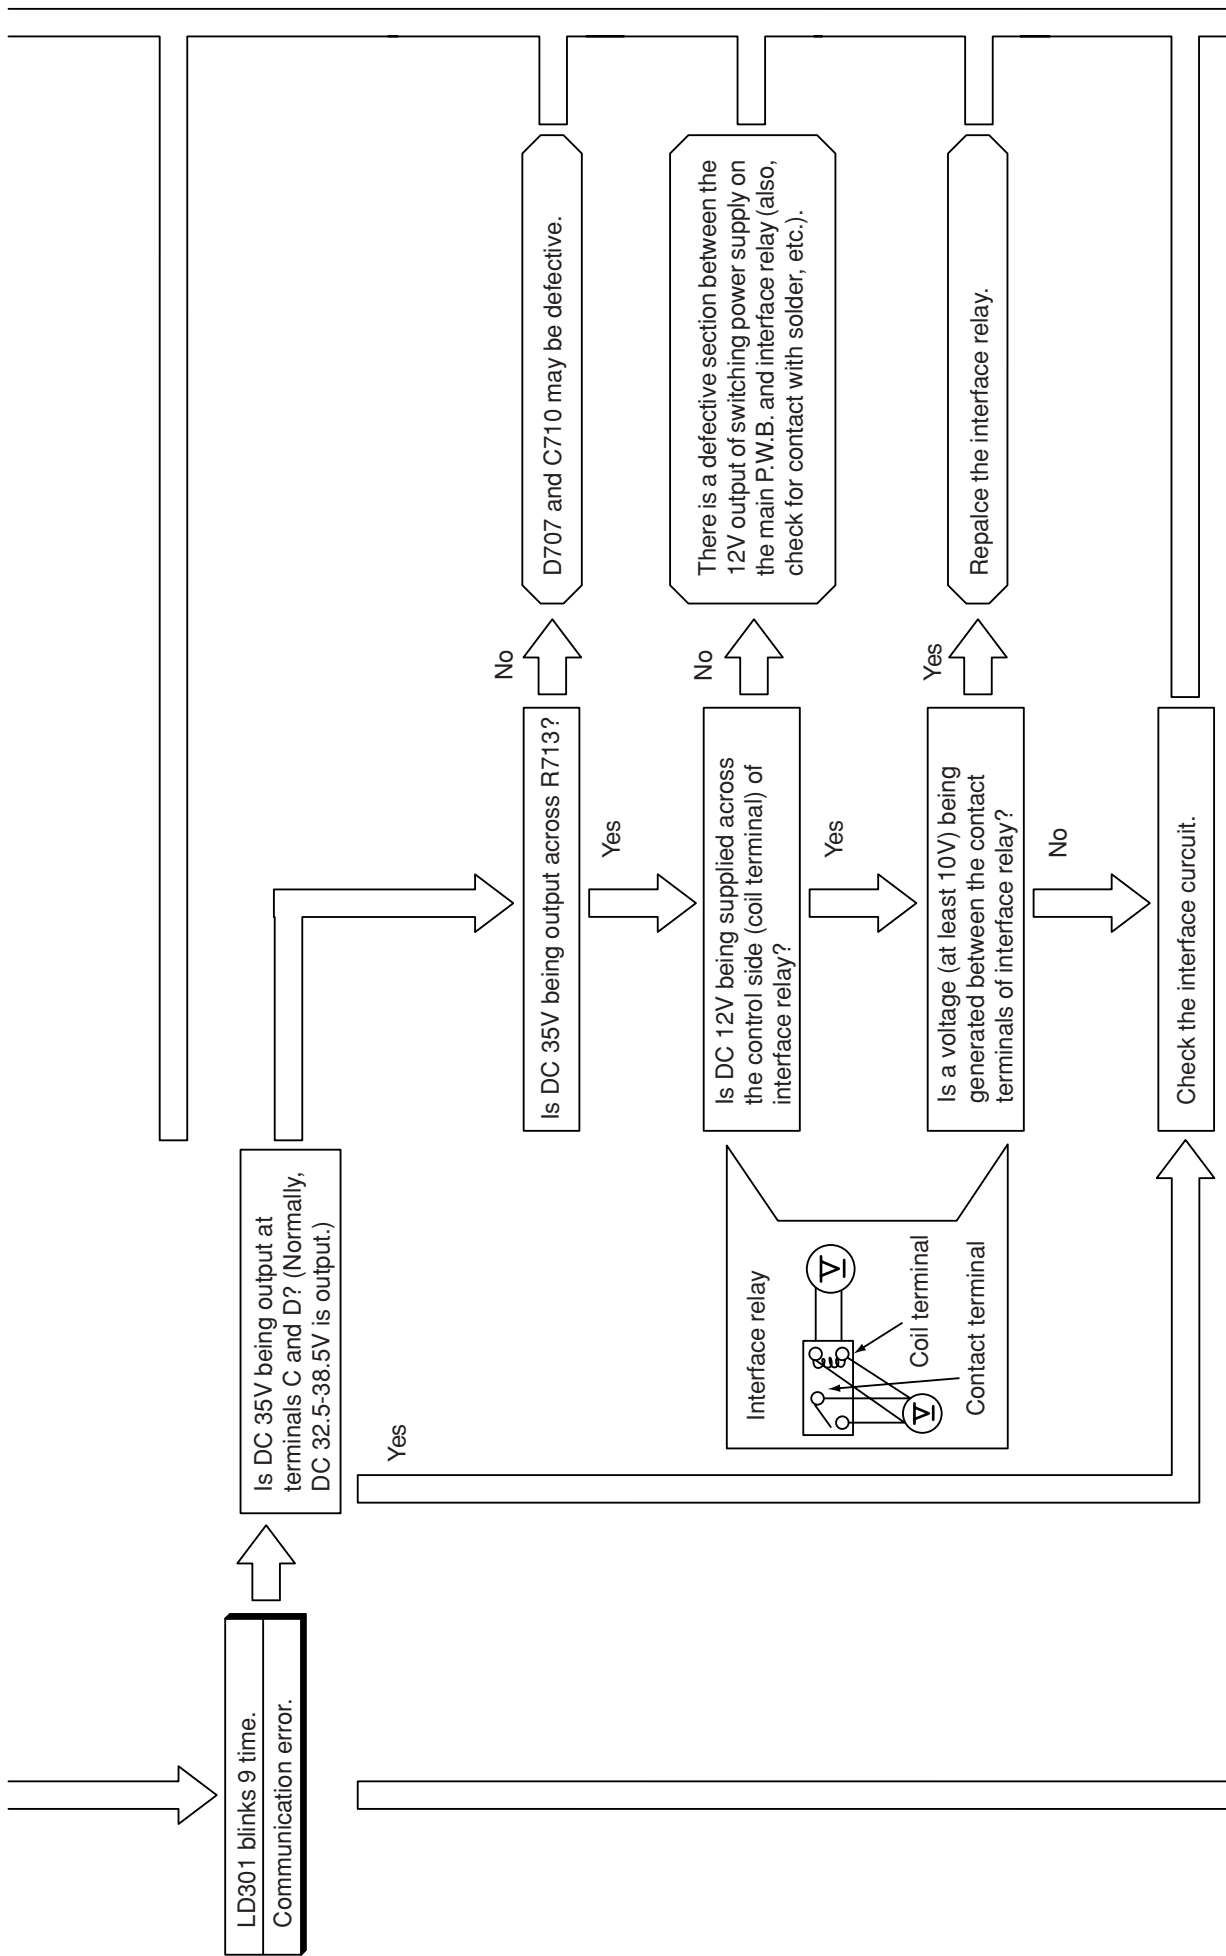 LD301 blinks 9 time.
Communication error.
Is DC 35V being output at
terminals C and D? (Normally,
DC 32.5-38.5V is output.)
Yes
Is DC 35V being output across R713?
No
D707 and C710 may be defective.
Yes
Interface relay
V
V
Coil terminal
Contact terminal
Is DC 12V being supplied across
the control side (coil terminal) of
interface relay?
No
There is a defective section between the
12V output of switching power supply on
the main P.W.B. and interface relay (also,
check for contact with solder, etc.).
Yes
Is a voltage (at least 10V) being
generated between the contact
terminals of interface relay?
Yes
Repalce the interface relay.
No
Check the interface curcuit.